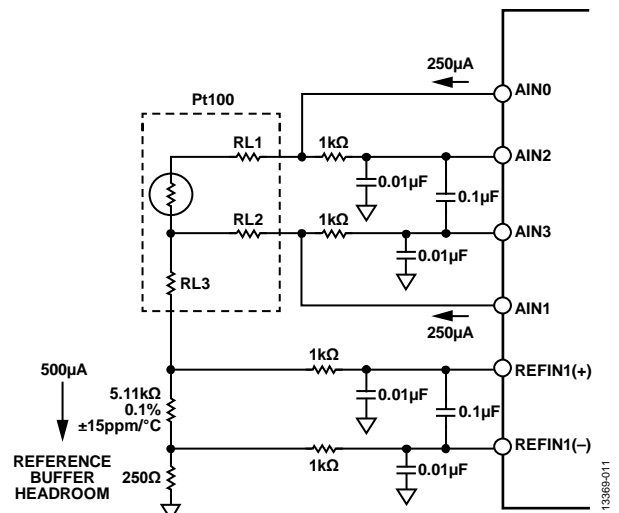 250µA
AIN0
Pt100
RL1
1kΩ
AIN2
0.01µF
0.1µF
RL2
1kΩ
AIN3
0.01µF
RL3
AIN1
250µA
1kΩ
REFIN1(+)
500µA
5.11kΩ
0.1%
±15ppm/°C
0.01µF
0.1µF
REFIN1(–)
REFERENCE
BUFFER
HEADROOM
250Ω
1kΩ
0.01µF
13369-011